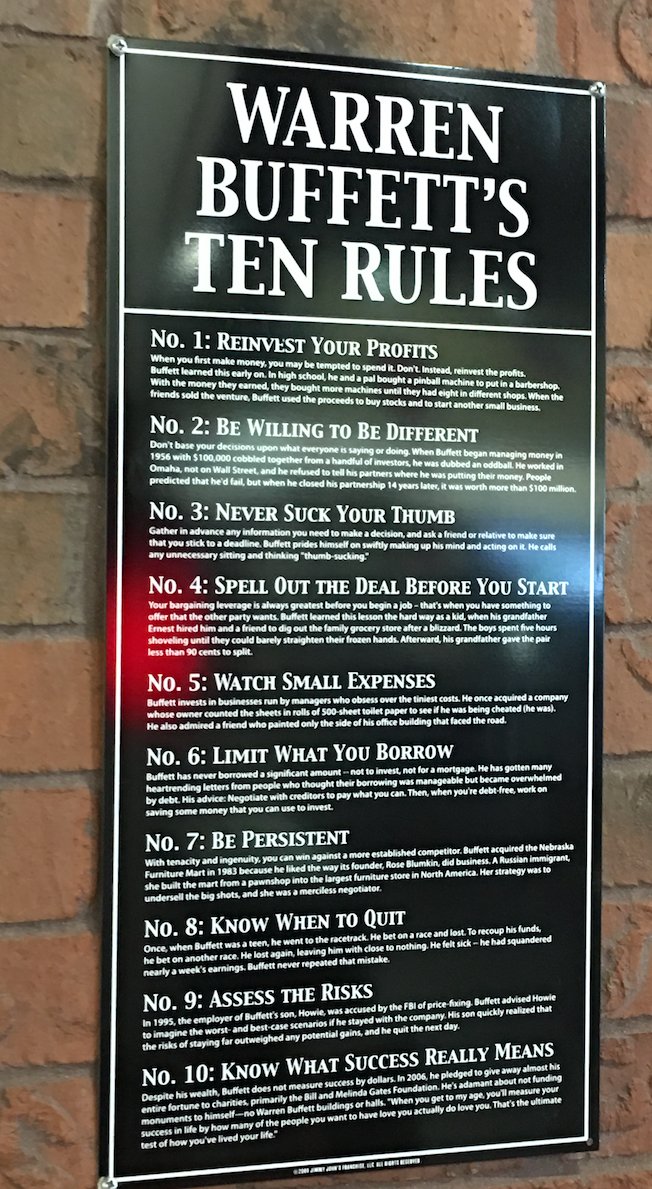 WARREN
BUFFETT'S
TEN RULES
No. 1: Reinvest Your Profits
When you first make money, you may be tempted to spend it. Don't. Instead, reinvest the profits.
Buffett learned this early on. In high school, he and a pal bought a pinball machine to put in a barbershop.
With the money they earned, they bought more machines until they had eight in different shops. When the
friends sold the venture, Buffett used the proceeds to buy stocks and to start another small business.
No. 2: Be Willing to Be Different
Don't base your decisions upon what everyone is saying or doing. When Buffett began managing money in
1956 with $100,000 cobbled together from a handful of investors, he was dubbed an oddball. He worked in
Omaha, not on Wall Street, and he refused to tell his partners where he was putting their money. People
predicted that he'd fail, but when he closed his partnership 14 years later, it was worth more than $100 million.
No. 3: Never Suck Your Thumb
Gather in advance any information you need to make a decision, and ask a friend or relative to make sure
that you stick to a deadline. Buffett prides himself on swiftly making up his mind and acting on it. He calls
any unnecessary sitting and thinking "thumb-sucking."
No. 4: Spell Out the Deal Before You Start
Your bargaining leverage is always greatest before you begin a job – that's when you have something to
offer that the other party wants. Buffett learned this lesson the hard way as a kid, when his grandfather
Ernest hired him and a friend to dig out the family grocery store after a blizzard. The boys spent five hours
shoveling until they could barely straighten their frozen hands. Afterward, his grandfather gave the pair
less than 90 cents to split.
No. 5: Watch Small Expenses
Buffett invests in businesses run by managers who obsess over the tiniest costs. He once acquired a company
whose owner counted the sheets in rolls of 500-sheet toilet paper to see if he was being cheated (he was).
He also admired a friend who painted only the side of his office building that faced the road.
No. 6: Limit What You Borrow
Buffett has never borrowed a significant amount – not to invest, not for a mortgage. He has gotten many
heartrending letters from people who thought their borrowing was manageable but became overwhelmed
by debt. His advice: Negotiate with creditors to pay what you can. Then, when you're debt-free, work on
saving some money that you can use to invest.
No. 7: Be Persistent
With tenacity and ingenuity, you can win against a more established competitor. Buffett acquired the Nebraska
Furniture Mart in 1983 because he liked the way its founder, Rose Blumkin, did business. A Russian immigrant,
she built the mart from a pawnshop into the largest furniture store in North America. Her strategy was to
undersell the big shots, and she was a merciless negotiator.
No. 8: Know When to Quit
Once, when Buffett was a teen, he went to the racetrack. He bet on a race and lost. To recoup his funds,
he bet on another race. He lost again, leaving him with close to nothing. He felt sick – he had squandered
nearly a week's earnings. Buffett never repeated that mistake.
No. 9: Assess the Risks
In 1995, the employer of Buffett's son, Howie, was accused by the FBI of price-fixing. Buffett advised Howie
to imagine the worst- and best-case scenarios if he stayed with the company. His son quickly realized that
the risks of staying far outweighed any potential gains, and he quit the next day.
No. 10: Know What Success Really Means
Despite his wealth, Buffett does not measure success by dollars. In 2006, he pledged to give away almost his
entire fortune to charities, primarily the Bill and Melinda Gates Foundation. He's adamant about not funding
monuments to himself—no Warren Buffett buildings or halls. "When you get to my age, you'll measure your
success in life by how many of the people you want to have love you actually do love you. That's the ultimate
test of how you've lived your life."
JIMMY JOHN'S FRANCHISE, LLC ALL RIGHTS RESERVED